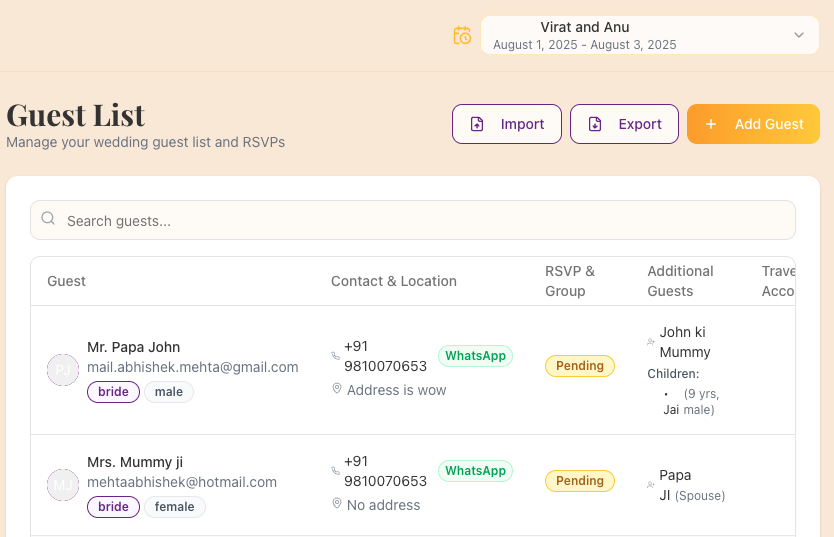 Virat and Anu
August 1, 2025 - August 3, 2025
Guest List
Manage your wedding guest list and RSVPs
Import
Export
+ Add Guest
Search guests...
Guest
Contact & Location
RSVP &
Group
Additional
Guests
Trave
Acco
PJ
Mr. Papa John
mail.abhishek.mehta@gmail.com
bride
male
+91
9810070653
WhatsApp
Address is wow
Pending
John ki
Mummy
Children:
• Jai (9 yrs,
male)
MJ
Mrs. Mummy ji
mehtaabhishek@hotmail.com
bride
female
+91
9810070653
WhatsApp
No address
Pending
Papa
JI (Spouse)